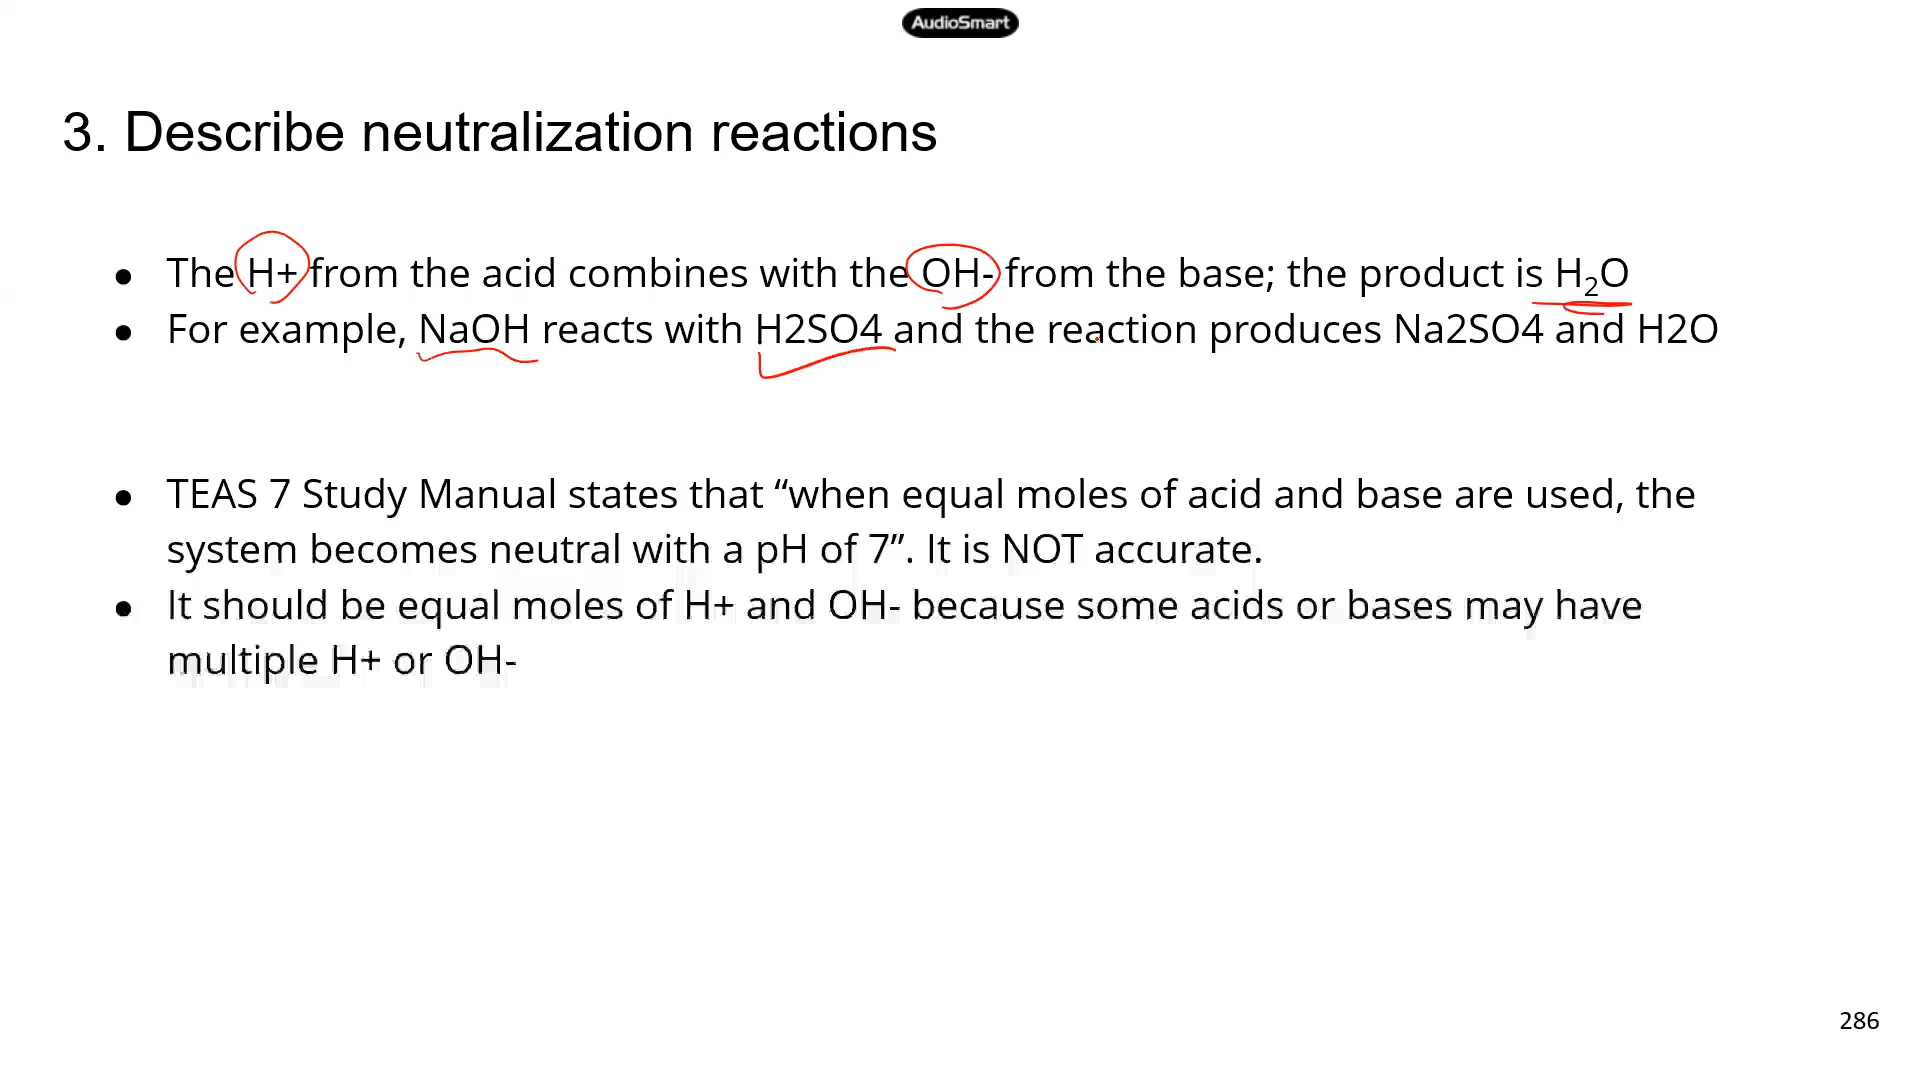 AudioSmart
3. Describe neutralization reactions
● The H+ from the acid combines with the OH- from the base; the product is H₂O
● For example, NaOH reacts with H2SO4 and the reaction produces Na2SO4 and H2O
● TEAS 7 Study Manual states that “when equal moles of acid and base are used, the
system becomes neutral with a pH of 7”. It is NOT accurate.
● It should be equal moles of H+ and OH- because some acids or bases may have
multiple H+ or OH-
286